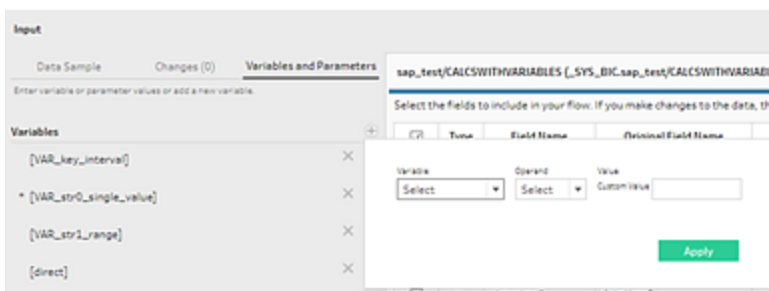 Input
Data Sample Changes (0) Variables and Parameters
Enter variable or parameter values or add a new variable.
Variables
[VAR_key_interval]
* [VAR_str0_single_value]
[VAR_str1_range]
[direct]
sap_test/CALCSWITHVARIABLES (_SYS_BIC.sap_test/CALCSWITHVARIABL
Select the fields to include in your flow. If you make changes to the data, th
Type Field Name Original Field Name
Variable Operand Value
Select Select Custom Value
Apply